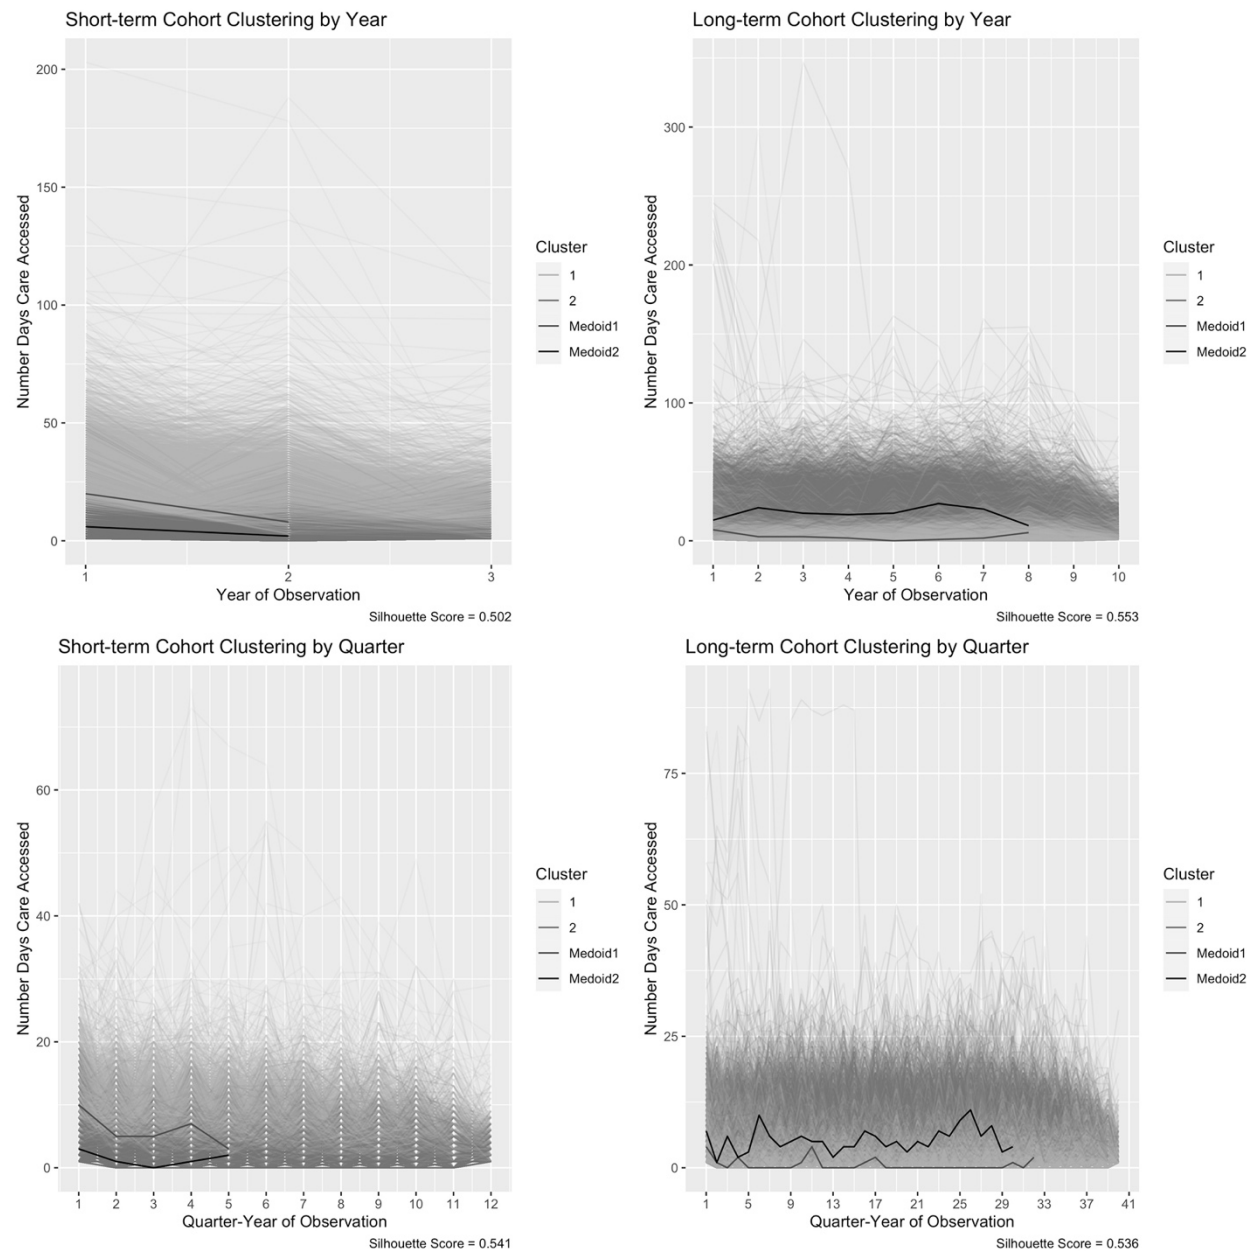 Short-term Cohort Clustering by Year
Number Days Care Accessed
200
150
100
50
0
1
2
3
Year of Observation
Cluster
1
2
Medoid1
Medoid2
Silhouette Score = 0.502
Long-term Cohort Clustering by Year
Number Days Care Accessed
300
200
100
0
1 2 3 4 5 6 7 8 9 10
Year of Observation
Cluster
1
2
Medoid1
Medoid2
Silhouette Score = 0.553
Short-term Cohort Clustering by Quarter
Number Days Care Accessed
60
40
20
0
1 2 3 4 5 6 7 8 9 10 11 12
Quarter-Year of Observation
Cluster
1
2
Medoid1
Medoid2
Silhouette Score = 0.541
Long-term Cohort Clustering by Quarter
Number Days Care Accessed
75
50
25
0
1 5 9 13 17 21 25 29 33 37 41
Quarter-Year of Observation
Cluster
1
2
Medoid1
Medoid2
Silhouette Score = 0.536